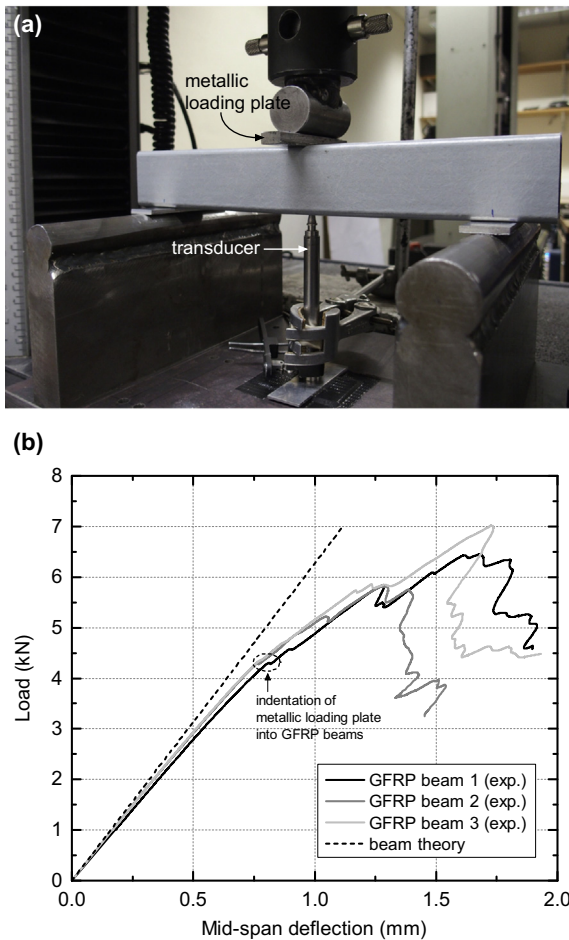 (a)
metallic
loading plate
transducer
(b)
8
7
6
5
4
3
2
1
0
Load (kN)
indentation of
metallic loading plate
into GFRP beams
GFRP beam 1 (exp.)
GFRP beam 2 (exp.)
GFRP beam 3 (exp.)
beam theory
0.0 0.5 1.0 1.5 2.0
Mid-span deflection (mm)